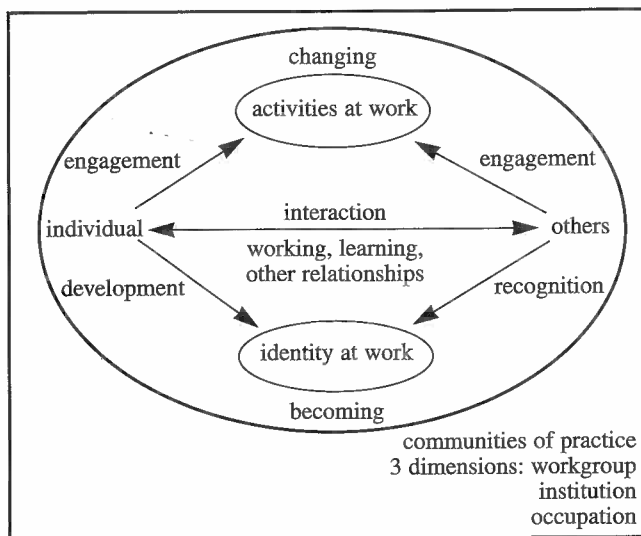 changing
activities at work
engagement
engagement
interaction
individual
others
working, learning,
other relationships
development
recognition
identity at work
becoming
communities of practice
3 dimensions: workgroup
institution
occupation